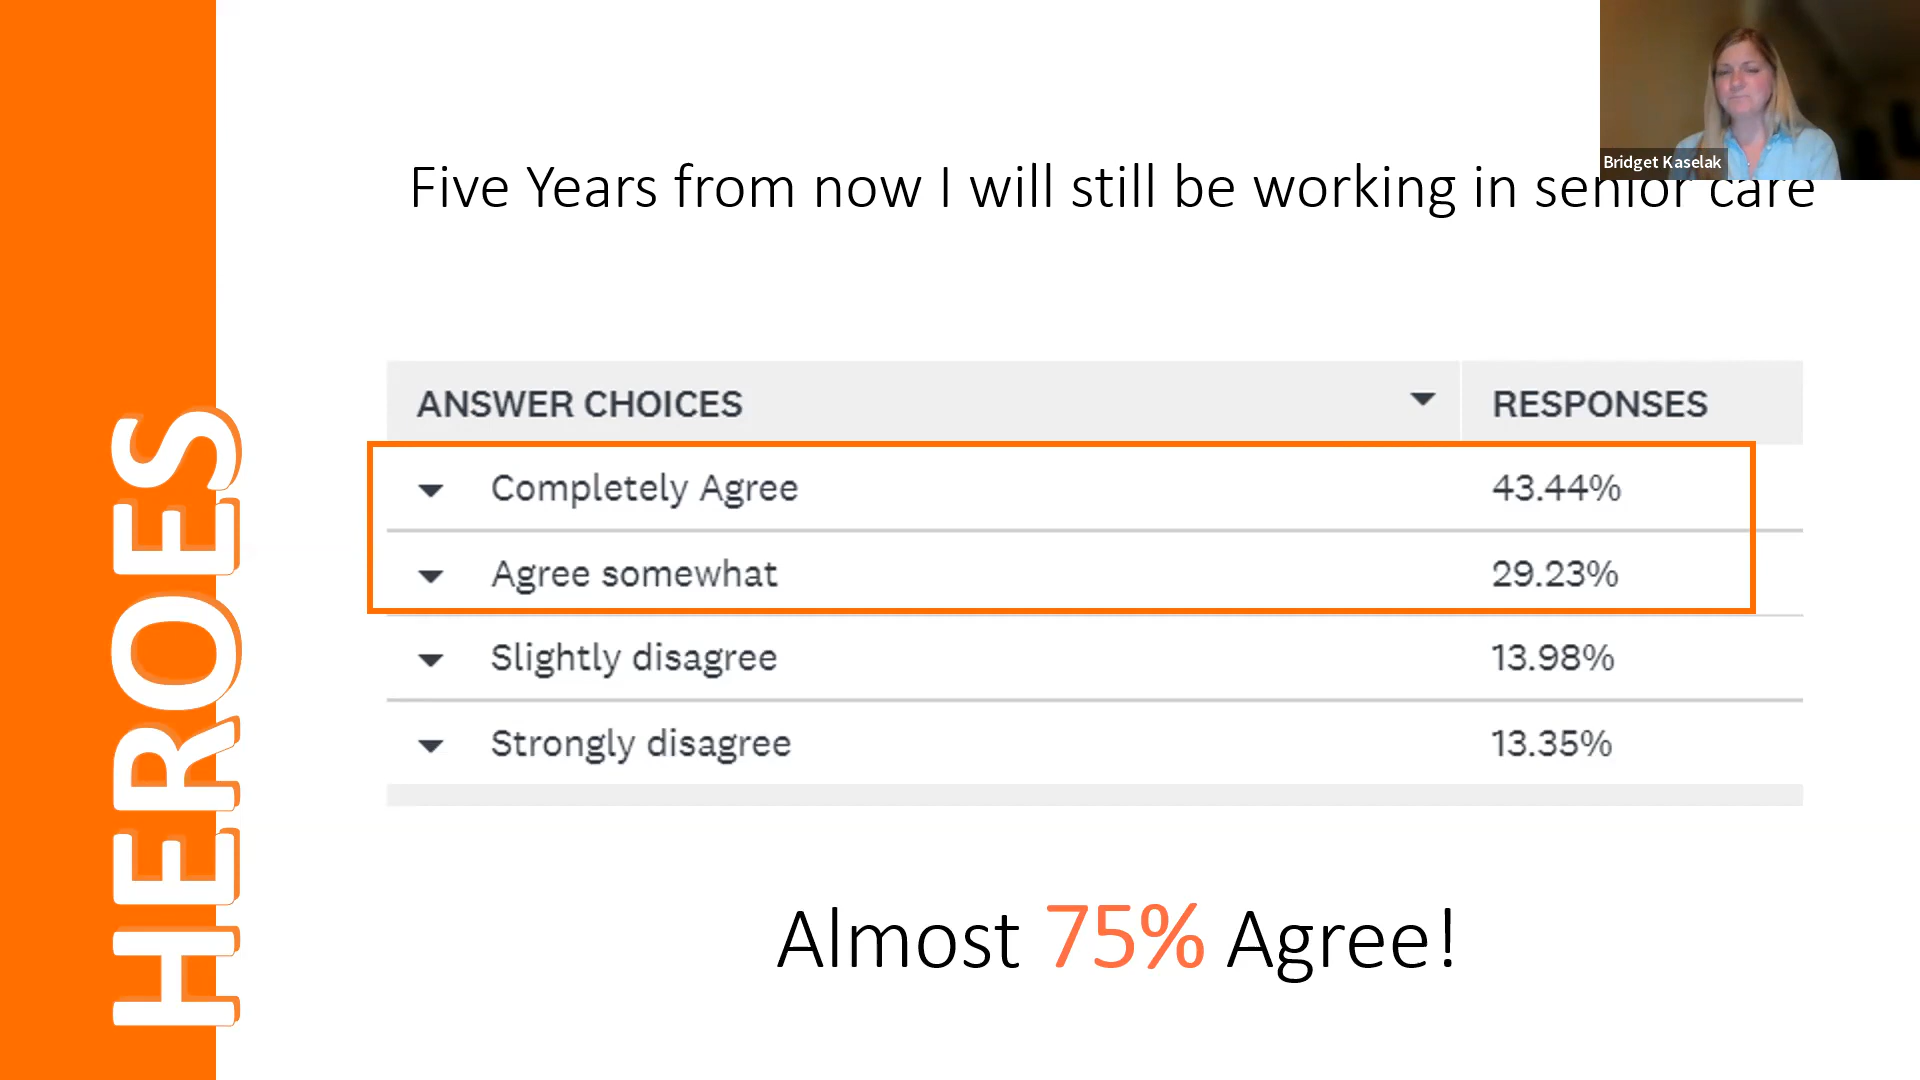 Bridget Kaselak
Five Years from now I will still be working in senior care
ANSWER CHOICES RESPONSES
Completely Agree 43.44%
Agree somewhat 29.23%
Slightly disagree 13.98%
Strongly disagree 13.35%
HEROES
Almost 75% Agree!